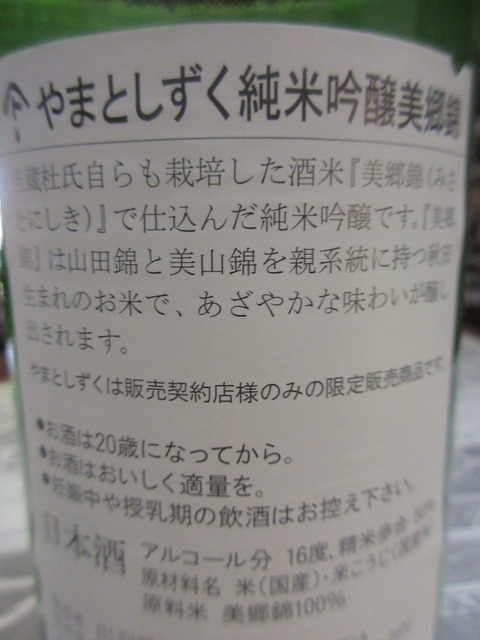 やまとしずく純米吟醸美郷錦
当蔵杜氏自らも栽培した酒米『美郷錦(みさ
とにしき)』で仕込んだ純米吟醸です。『美郷
錦』は山田錦と美山錦を親系統に持つ秋田
生まれのお米で、あざやかな味わいが醸し
出されます。
やまとしずくは販売契約店様のみの限定販売商品です。
●お酒は20歳になってから。
●お酒はおいしく適量を。
●妊娠中や授乳期の飲酒はお控え下さい。
日本酒
アルコール分 16度、精米歩合
原材料名 米(国産)・米こうじ(国産米)
原料米 美郷錦100%